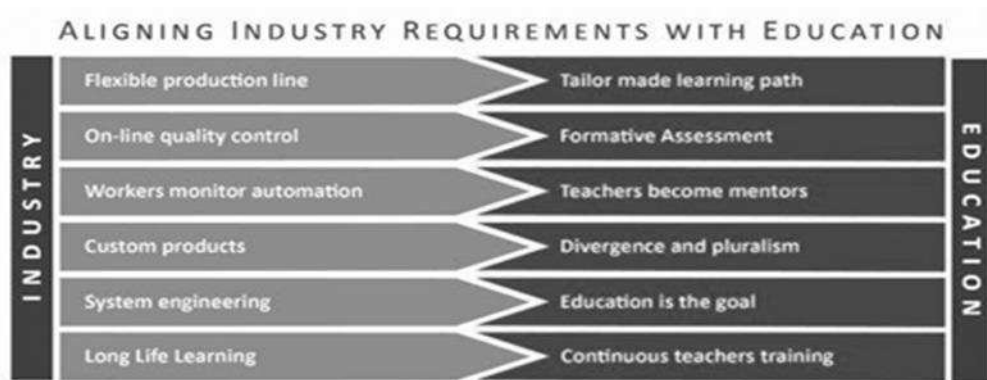 ALIGNING INDUSTRY REQUIREMENTS WITH EDUCATION
INDUSTRY
Flexible production line
Tailor made learning path
On-line quality control
Formative Assessment
Workers monitor automation
Teachers become mentors
Custom products
Divergence and pluralism
System engineering
Education is the goal
Long Life Learning
Continuous teachers training
EDUCATION